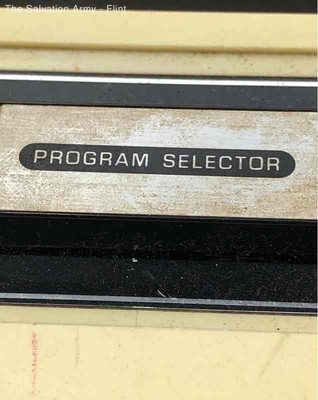 The Salvation Army - Flint
PROGRAM SELECTOR